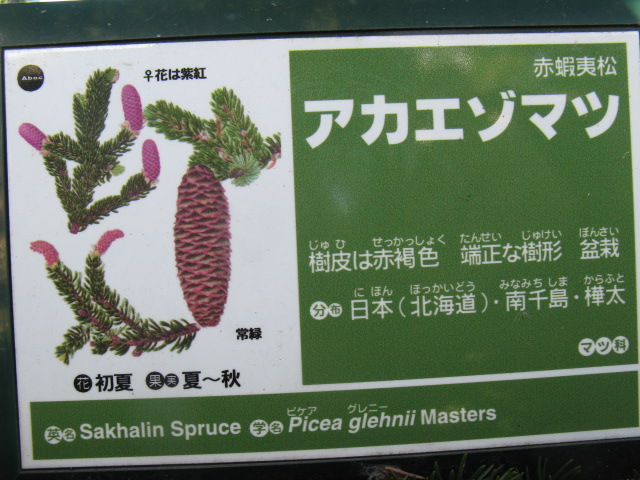 Aboc
♀花は紫紅
赤蝦夷松
アカエゾマツ
じゅひ せっかっしょく たんせい じゅけい ぼんさい
樹皮は赤褐色 端正な樹形 盆栽
にほん ほっかいどう みなみちしま からふと
分布 日本(北海道)・南千島・樺太
常緑
マツ科
花 初夏 果実 夏～秋
ピケア グレニー
英名 Sakhalin Spruce 学名 Picea glehnii Masters